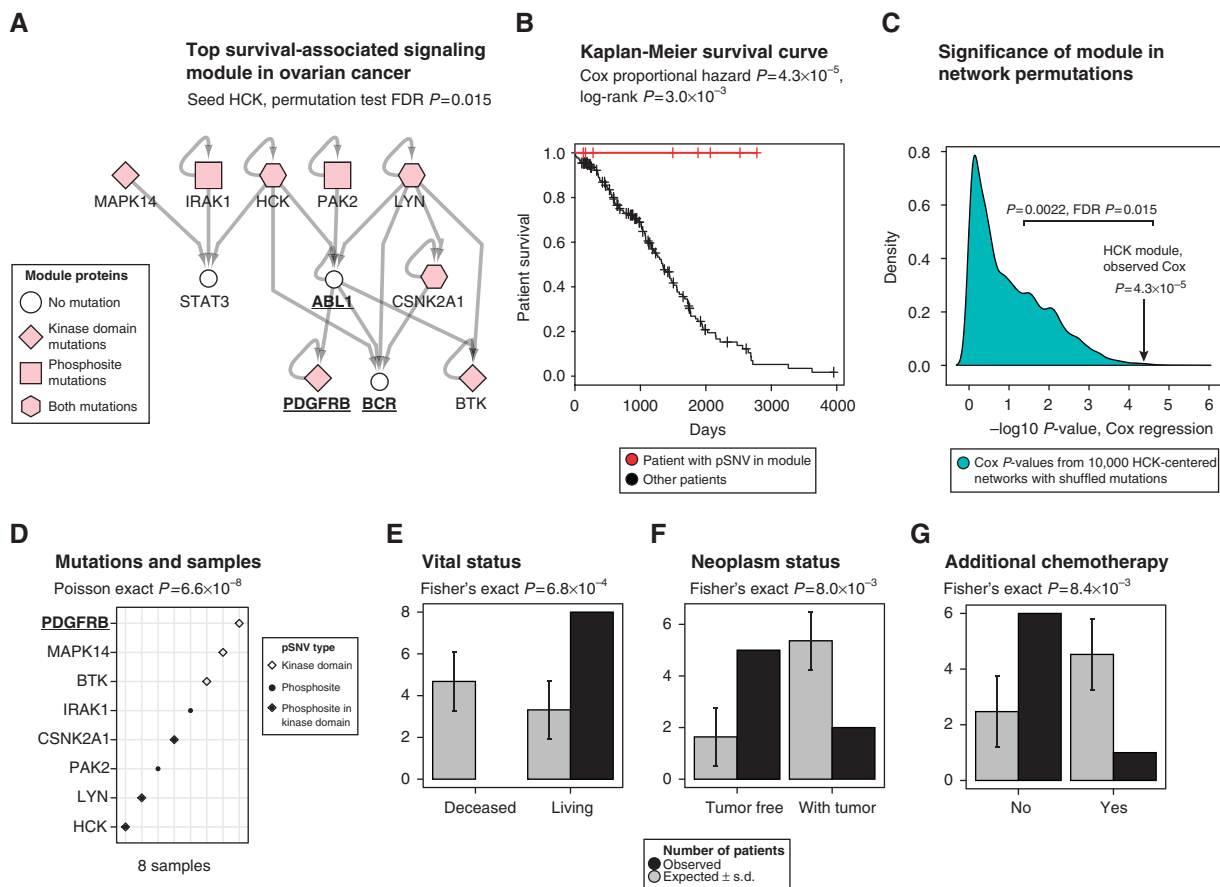 A
Top survival-associated signaling
module in ovarian cancer
Seed HCK, permutation test FDR P=0.015
MAPK14
IRAK1
HCK
PAK2
LYN
STAT3
ABL1
CSNK2A1
PDGFRB
BCR
BTK
Module proteins
No mutation
Kinase domain
mutations
Phosphosite
mutations
Both mutations
B
Kaplan-Meier survival curve
Cox proportional hazard P=4.3×10⁻⁵,
log-rank P=3.0×10⁻³
Patient survival
1.0
0.8
0.6
0.4
0.2
0.0
0 1000 2000 3000 4000
Days
Patient with pSNV in module
Other patients
C
Significance of module in
network permutations
Density
0.8
0.6
0.4
0.2
0.0
P=0.0022, FDR P=0.015
HCK module,
observed Cox
P=4.3×10⁻⁵
0 1 2 3 4 5 6
–log10 P-value, Cox regression
Cox P-values from 10,000 HCK-centered
networks with shuffled mutations
D
Mutations and samples
Poisson exact P=6.6×10⁻⁸
PDGFRB
MAPK14
BTK
IRAK1
CSNK2A1
PAK2
LYN
HCK
8 samples
pSNV type
Kinase domain
Phosphosite
Phosphosite in
kinase domain
E
Vital status
Fisher's exact P=6.8×10⁻⁴
8
6
4
2
0
Deceased Living
F
Neoplasm status
Fisher's exact P=8.0×10⁻³
6
4
2
0
Tumor free With tumor
Number of patients
Observed
Expected ± s.d.
G
Additional chemotherapy
Fisher's exact P=8.4×10⁻³
6
4
2
0
No Yes